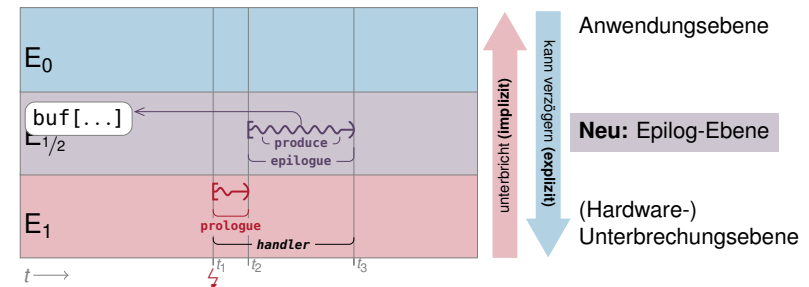 E0
Anwendungsebene
buf[...]
E1/2
produce
epilogue
Neu: Epilog-Ebene
unterbricht (implizit)
kann verzögern (explizit)
E1
prologue
handler
(Hardware-)
Unterbrechungsebene
t
t1
t2
t3